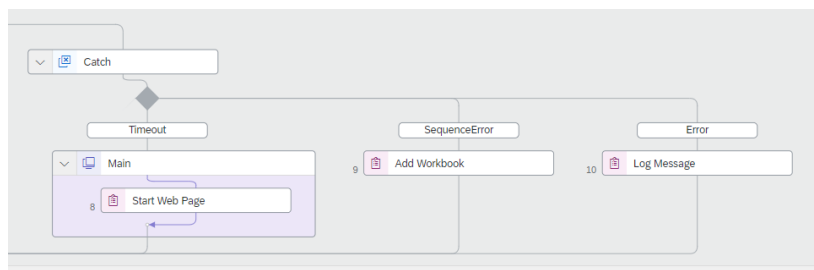 Catch
Timeout
SequenceError
Error
Main
9 Add Workbook
10 Log Message
8 Start Web Page